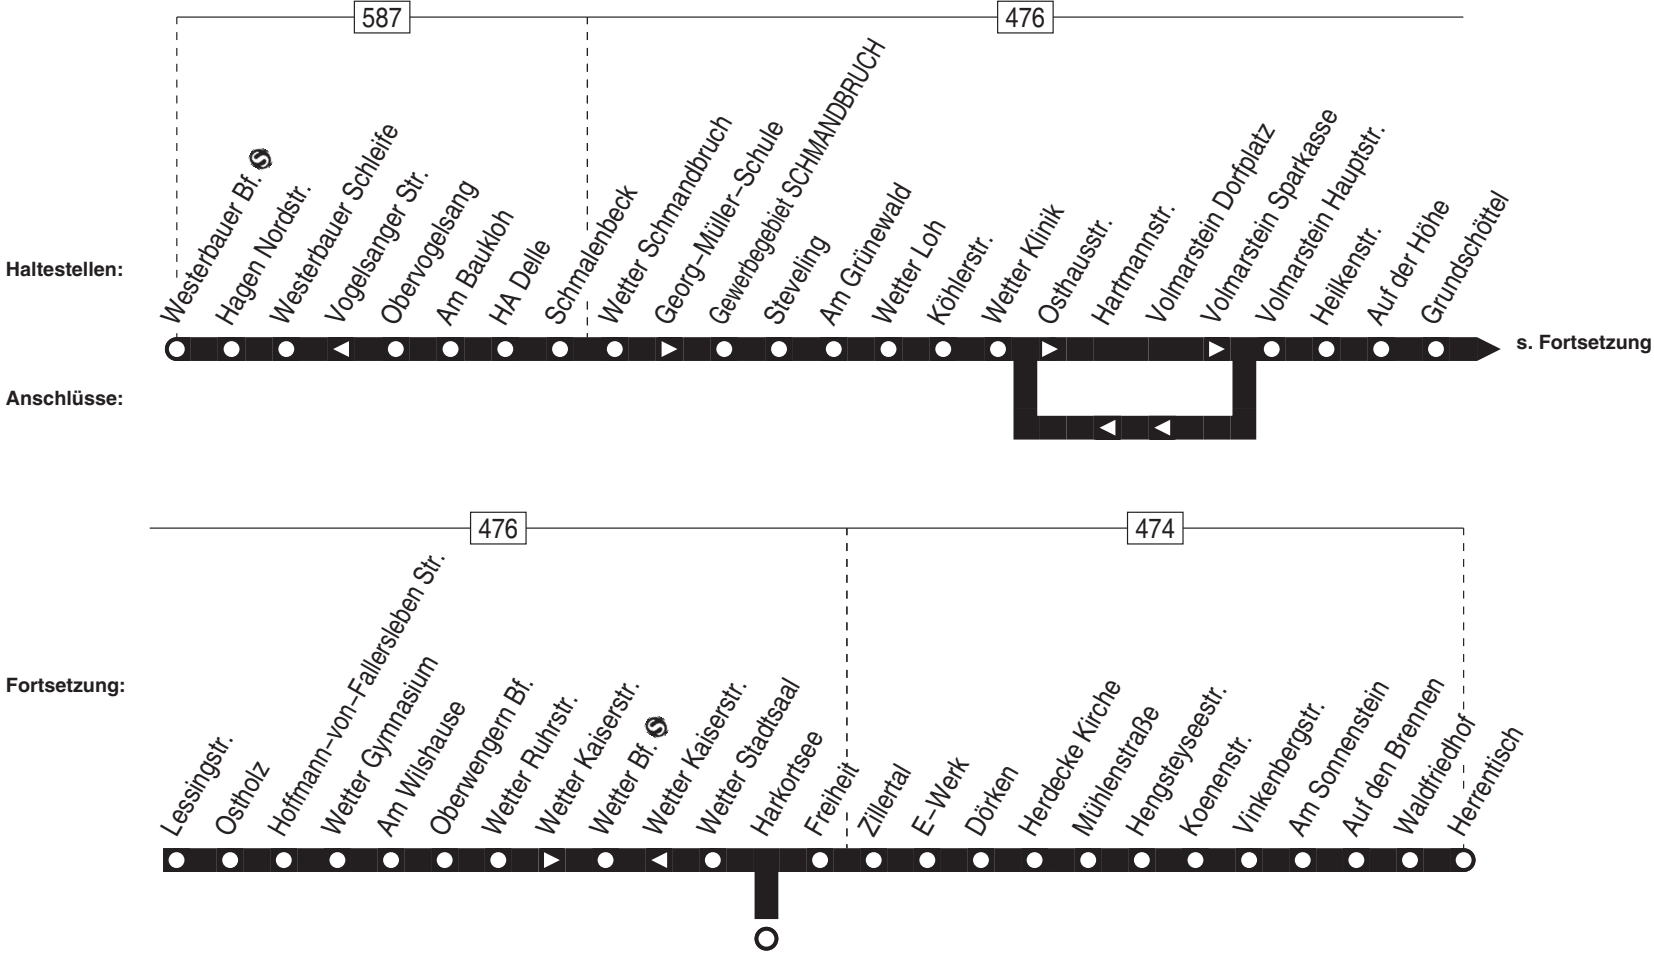 587
476
Haltestellen:
Westerbauer Bf. S
Hagen Nordstr.
Westerbauer Schleife
Vogelsanger Str.
Obervogelsang
Am Baukloh
HA Delle
Schmalenbeck
Wetter Schmandbruch
Georg-Müller-Schule
Gewerbegebiet SCHMANDBRUCH
Steveling
Am Grünewald
Wetter Loh
Köhlerstr.
Wetter Klinik
Osthausstr.
Hartmannstr.
Volmarstein Dorfplatz
Volmarstein Sparkasse
Volmarstein Hauptstr.
Heilkenstr.
Auf der Höhe
Grundschöttel
s. Fortsetzung
Anschlüsse:
476
474
Fortsetzung:
Lessingstr.
Ostholz
Hoffmann-von-Fallersleben Str.
Wetter Gymnasium
Am Wilshause
Oberwengern Bf.
Wetter Ruhrstr.
Wetter Kaiserstr.
Wetter Bf. S
Wetter Kaiserstr.
Wetter Stadtsaal
Harkortsee
Freiheit
Zillertal
E-Werk
Dörken
Herdecke Kirche
Mühlenstraße
Hengsteyseestr.
Koenenstr.
Vinkenbergstr.
Am Sonnenstein
Auf den Brennen
Waldfriedhof
Herrentisch